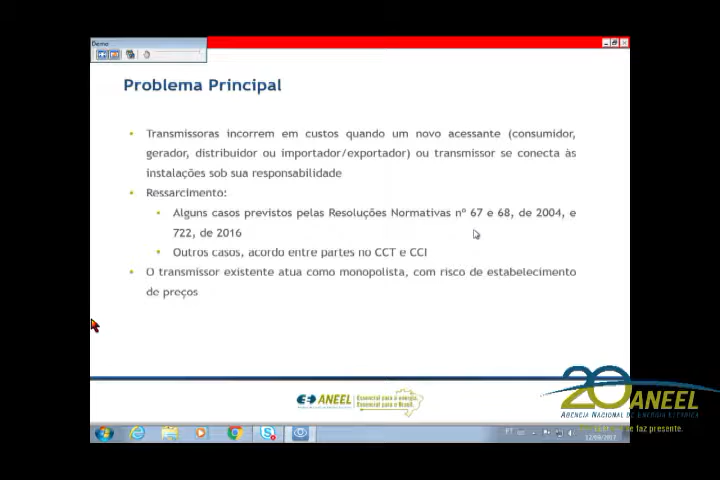 Demo
Problema Principal
Transmissoras incorrem em custos quando um novo acessante (consumidor,
gerador, distribuidor ou importador/exportador) ou transmissor se conecta às
instalações sob sua responsabilidade
Ressarcimento:
Alguns casos previstos pelas Resoluções Normativas nº 67 e 68, de 2004, e
722, de 2016
Outros casos, acordo entre partes no CCT e CCI
O transmissor existente atua como monopolista, com risco de estabelecimento
de preços
ANEEL
Essencial para a energia.
Essencial para o Brasil.
20 ANEEL
AGÊNCIA NACIONAL DE ENERGIA ELÉTRICA
se faz presente.
PT
12/09/2017